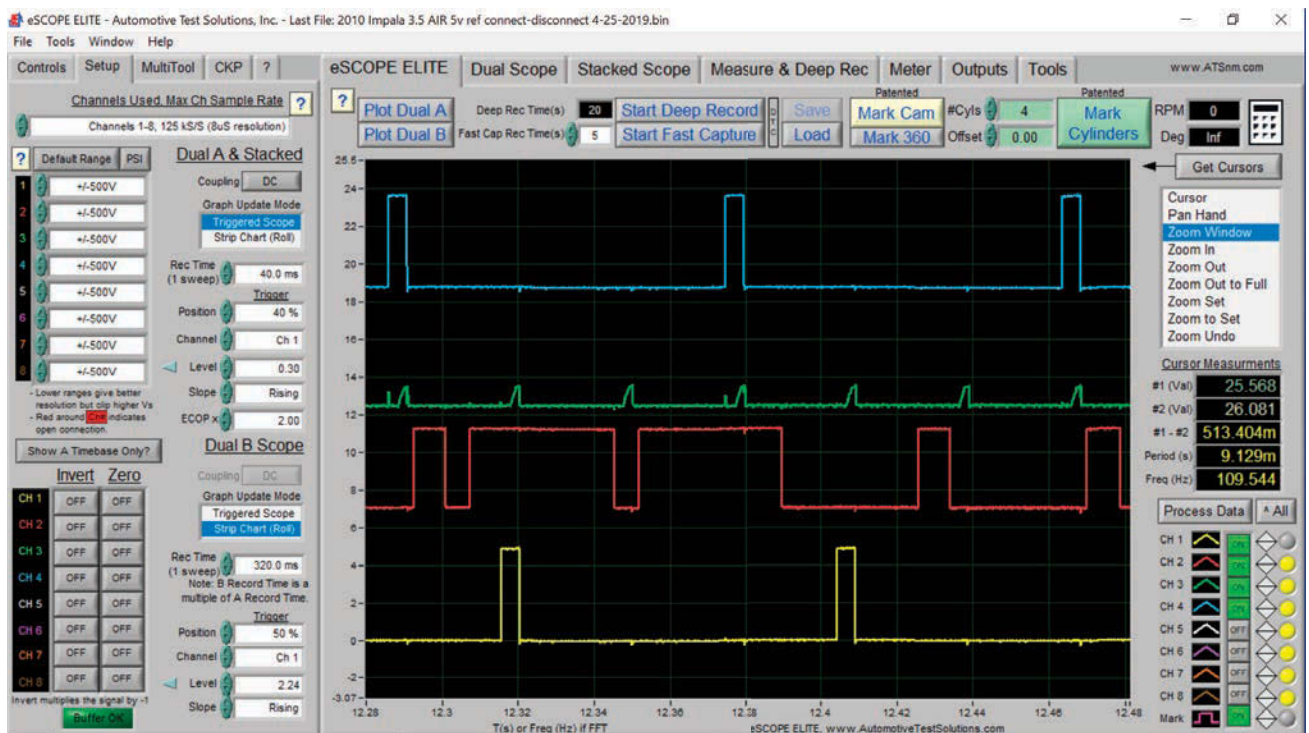 eSCOPE ELITE - Automotive Test Solutions, Inc. - Last File: 2010 Impala 3.5 AIR 5v ref connect-disconnect 4-25-2019.bin
File Tools Window Help
Controls Setup MultiTool CKP ?
eSCOPE ELITE Dual Scope Stacked Scope Measure & Deep Rec Meter Outputs Tools
www.ATSnm.com
Channels Used, Max Ch Sample Rate ?
Channels 1-8, 125 kS/S (8uS resolution)
? Default Range PSI
1 +/-500V
2 +/-500V
3 +/-500V
4 +/-500V
5 +/-500V
6 +/-500V
7 +/-500V
8 +/-500V
- Lower ranges give better
resolution but clip higher Vs
- Red around Ch# indicates
open connection.
Show A Timebase Only?
Invert Zero
CH 1 OFF OFF
CH 2 OFF OFF
CH 3 OFF OFF
CH 4 OFF OFF
CH 5 OFF OFF
CH 6 OFF OFF
CH 7 OFF OFF
CH 8 OFF OFF
Invert multiplies the signal by -1
Buffer OK
Dual A & Stacked
Coupling DC
Graph Update Mode
Triggered Scope
Strip Chart (Roll)
Rec Time
(1 sweep) 40.0 ms
Trigger
Position 40 %
Channel Ch 1
Level 0.30
Slope Rising
ECOP x 2.00
Dual B Scope
Coupling DC
Graph Update Mode
Triggered Scope
Strip Chart (Roll)
Rec Time
(1 sweep) 320.0 ms
Note: B Record Time is a
multiple of A Record Time.
Trigger
Position 50 %
Channel Ch 1
Level 2.24
Slope Rising
?
Plot Dual A
Plot Dual B
Deep Rec Time(s) 20
Fast Cap Rec Time(s) 5
Start Deep Record
Start Fast Capture
DTC
Save
Load
Patented
Mark Cam
Mark 360
#Cyls 4
Offset 0.00
Patented
Mark
Cylinders
RPM 0
Deg Inf
25.5
24
22
20
18
16
14
12
10
8
6
4
2
0
-2
-3.07
12.28 12.3 12.32 12.34 12.36 12.38 12.4 12.42 12.44 12.46 12.48
T(s) or Freq (Hz) if FFT
eSCOPE ELITE, www.AutomotiveTestSolutions.com
Get Cursors
Cursor
Pan Hand
Zoom Window
Zoom In
Zoom Out
Zoom Out to Full
Zoom Set
Zoom to Set
Zoom Undo
Cursor Measurments
#1 (Val) 25.568
#2 (Val) 26.081
#1 - #2 513.404m
Period (s) 9.129m
Freq (Hz) 109.544
Process Data ^ All
CH 1 ON
CH 2 ON
CH 3 ON
CH 4 ON
CH 5 OFF
CH 6 OFF
CH 7 OFF
CH 8 OFF
Mark ON